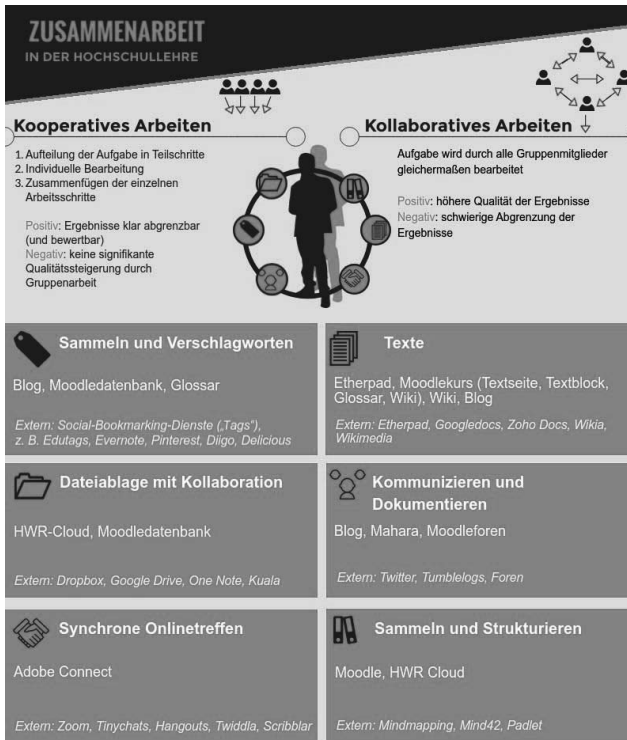 ZUSAMMENARBEIT
IN DER HOCHSCHULLEHRE
Kooperatives Arbeiten
1. Aufteilung der Aufgabe in Teilschritte
2. Individuelle Bearbeitung
3. Zusammenfügen der einzelnen
Arbeitsschritte
Positiv: Ergebnisse klar abgrenzbar
(und bewertbar)
Negativ: keine signifikante
Qualitätssteigerung durch
Gruppenarbeit
Kollaboratives Arbeiten
Aufgabe wird durch alle Gruppenmitglieder
gleichermaßen bearbeitet
Positiv: höhere Qualität der Ergebnisse
Negativ: schwierige Abgrenzung der
Ergebnisse
Sammeln und Verschlagworten
Blog, Moodledatenbank, Glossar
Extern: Social-Bookmarking-Dienste („Tags"),
z. B. Edutags, Evernote, Pinterest, Diigo, Delicious
Texte
Etherpad, Moodlekurs (Textseite, Textblock,
Glossar, Wiki), Wiki, Blog
Extern: Etherpad, Googledocs, Zoho Docs, Wikia,
Wikimedia
Dateiablage mit Kollaboration
HWR-Cloud, Moodledatenbank
Extern: Dropbox, Google Drive, One Note, Kuala
Kommunizieren und
Dokumentieren
Blog, Mahara, Moodleforen
Extern: Twitter, Tumblelogs, Foren
Synchrone Onlinetreffen
Adobe Connect
Extern: Zoom, Tinychats, Hangouts, Twiddla, Scribblar
Sammeln und Strukturieren
Moodle, HWR Cloud
Extern: Mindmapping, Mind42, Padlet